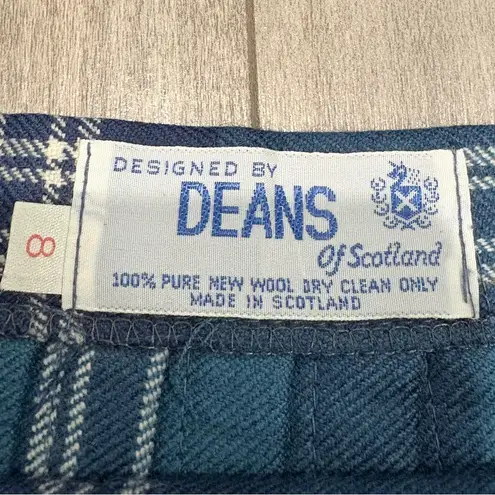 DESIGNED BY
DEANS
Of Scotland
100% PURE NEW WOOL DRY CLEAN ONLY
MADE IN SCOTLAND
8